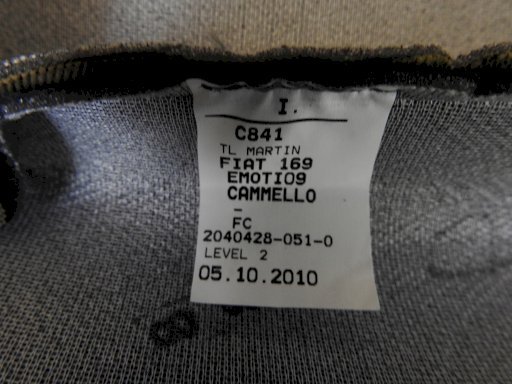 I.
C841
TL MARTIN
FIAT 169
EMOTIO9
CAMMELLO
-
FC
2040428-051-0
LEVEL 2
05.10.2010